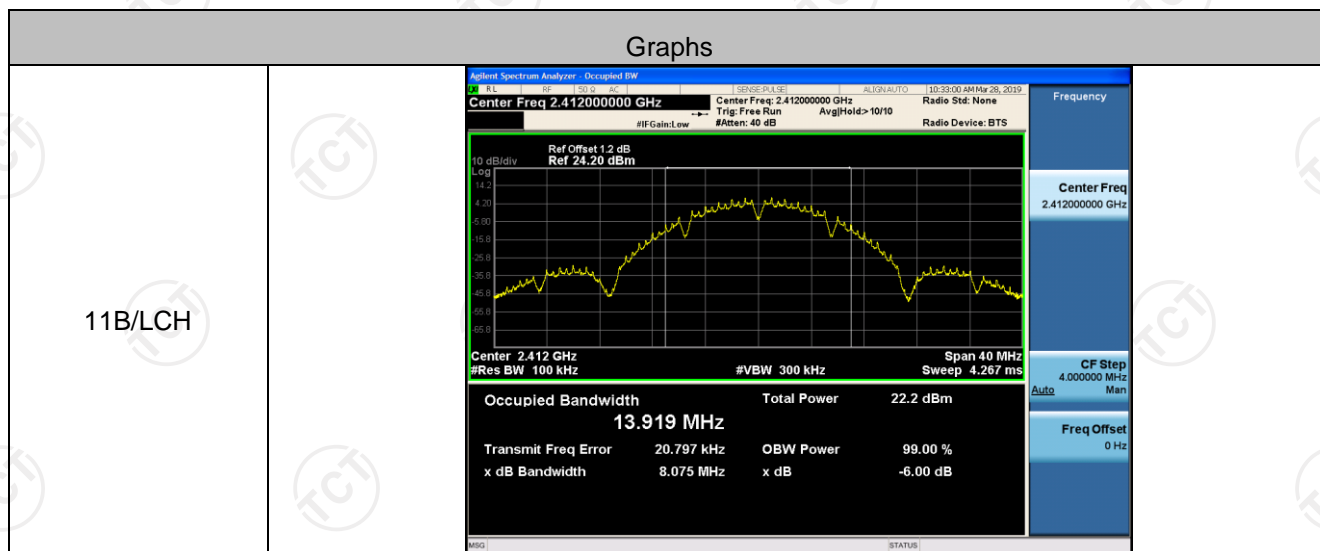 Graphs
11B/LCH
Agilent Spectrum Analyzer - Occupied BW
LXI RL RF 50 Ω AC SENSE:PULSE ALIGNAUTO 10:33:00 AM Mar 28, 2019
Center Freq 2.412000000 GHz Center Freq: 2.412000000 GHz Radio Std: None
Trig: Free Run Avg|Hold:> 10/10
#IFGain:Low #Atten: 40 dB Radio Device: BTS
Ref Offset 1.2 dB
10 dB/div Ref 24.20 dBm
Log
14.2
4.20
-5.80
-15.8
-25.8
-35.8
-45.8
-55.8
-65.8
Center 2.412 GHz Span 40 MHz
#Res BW 100 kHz #VBW 300 kHz Sweep 4.267 ms
Occupied Bandwidth Total Power 22.2 dBm
13.919 MHz
Transmit Freq Error 20.797 kHz OBW Power 99.00 %
x dB Bandwidth 8.075 MHz x dB -6.00 dB
MSG STATUS
Frequency
Center Freq
2.412000000 GHz
CF Step
4.000000 MHz
Auto Man
Freq Offset
0 Hz
TCT
TCT
TCT
TCT
TCT